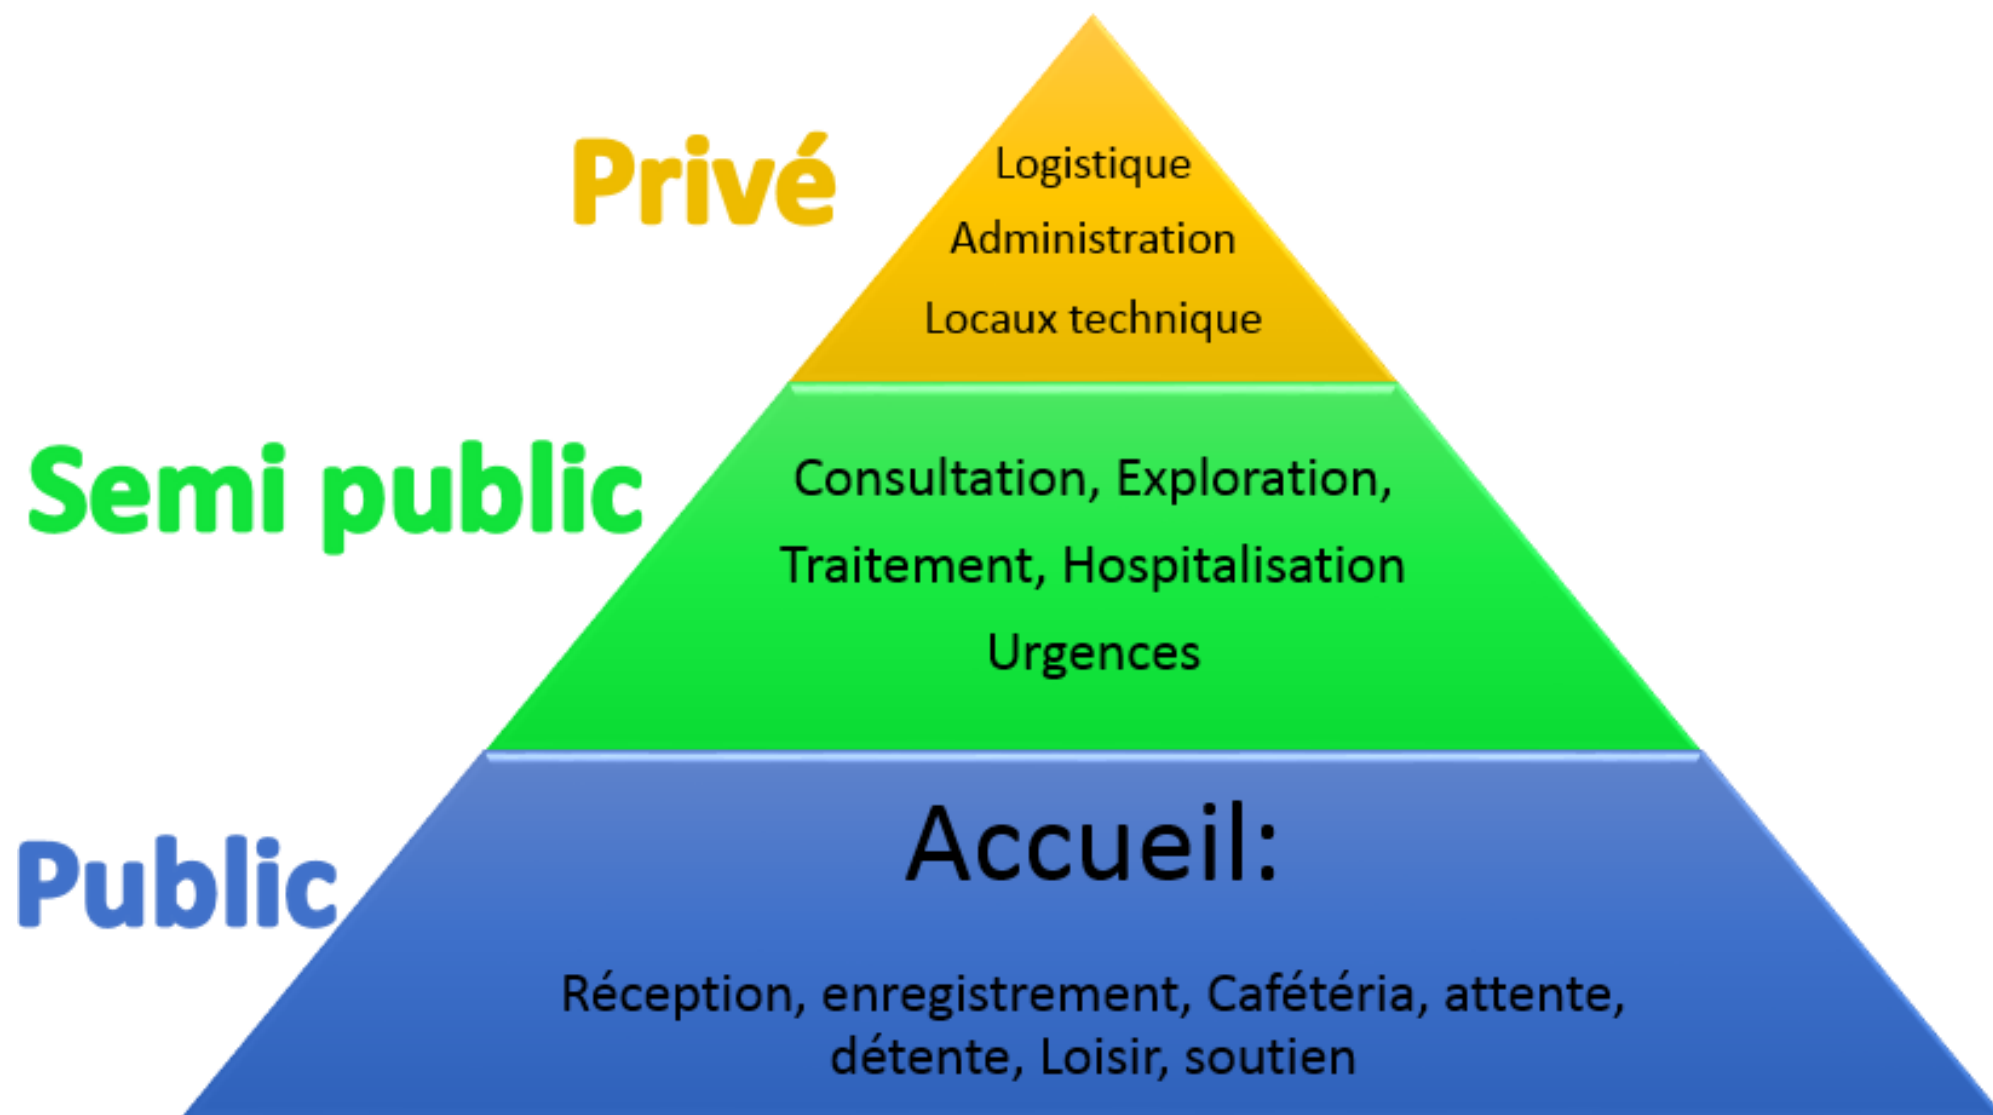 Privé
Logistique
Administration
Locaux technique
Semi public
Consultation, Exploration,
Traitement, Hospitalisation
Urgences
Public
Accueil:
Réception, enregistrement, Cafétéria, attente,
détente, Loisir, soutien